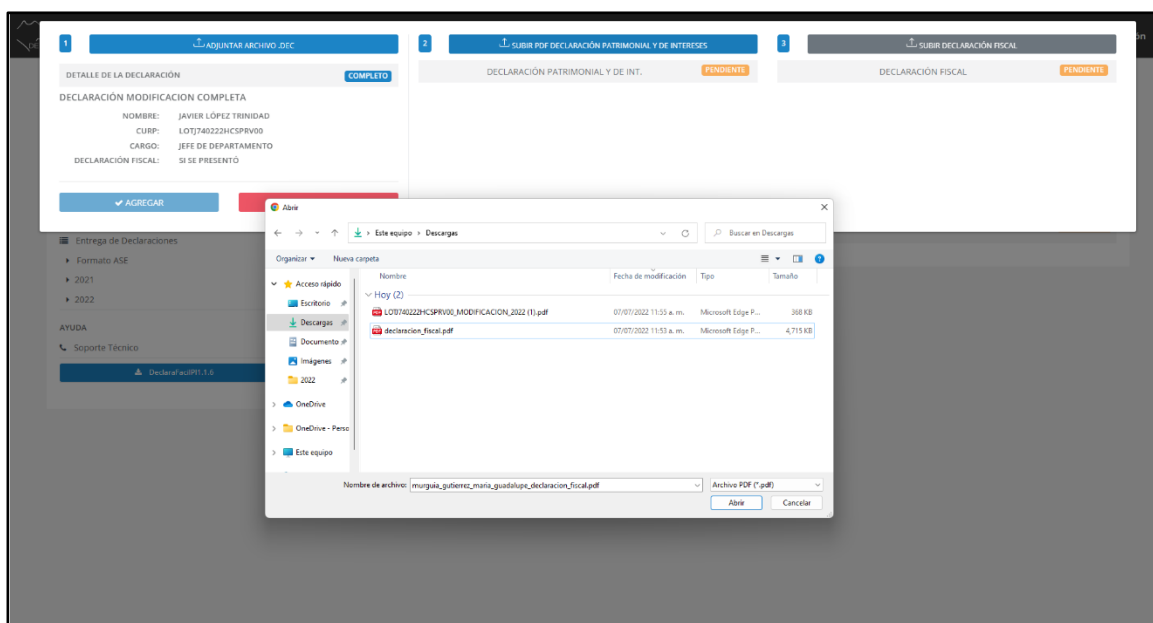 1
ADJUNTAR ARCHIVO .DEC
2
SUBIR PDF DECLARACIÓN PATRIMONIAL Y DE INTERESES
3
SUBIR DECLARACIÓN FISCAL
DETALLE DE LA DECLARACIÓN
COMPLETO
DECLARACIÓN PATRIMONIAL Y DE INT.
PENDIENTE
DECLARACIÓN FISCAL
PENDIENTE
DECLARACIÓN MODIFICACION COMPLETA
NOMBRE: JAVIER LÓPEZ TRINIDAD
CURP: LOTJ740222HCSPRV00
CARGO: JEFE DE DEPARTAMENTO
DECLARACIÓN FISCAL: SI SE PRESENTÓ
AGREGAR
Abrir
Este equipo > Descargas
Buscar en Descargas
Organizar
Nueva carpeta
Nombre
Fecha de modificación
Tipo
Tamaño
Acceso rápido
Escritorio
Descargas
Documento
Imágenes
2022
OneDrive
OneDrive - Perso
Este equipo
Hoy (2)
LOTJ740222HCSPRV00_MODIFICACION_2022 (1).pdf 07/07/2022 11:55 a. m. Microsoft Edge P... 368 KB
declaracion_fiscal.pdf 07/07/2022 11:53 a. m. Microsoft Edge P... 4,715 KB
Nombre de archivo: murguia_gutierrez_maria_guadalupe_declaracion_fiscal.pdf
Archivo PDF (*.pdf)
Abrir
Cancelar
Entrega de Declaraciones
Formato ASE
2021
2022
AYUDA
Soporte Técnico
DeclaraFacilPI1.1.6